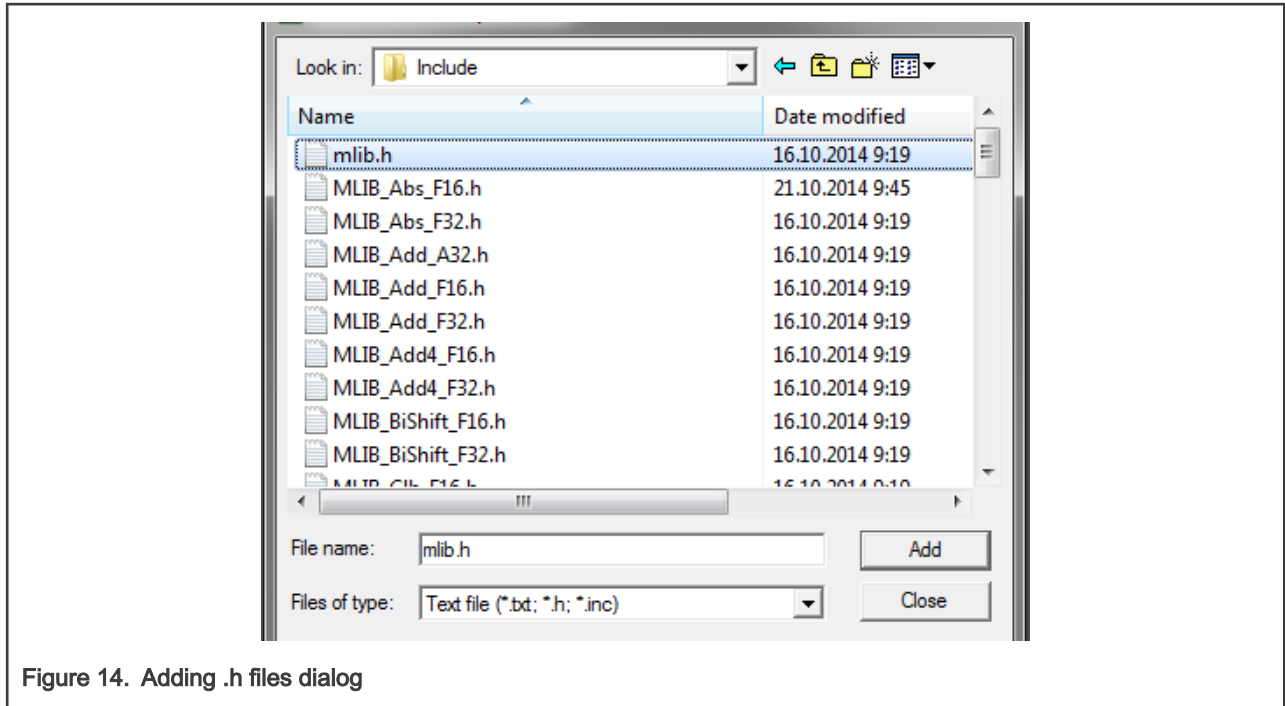 Look in: Include
Name Date modified
mlib.h 16.10.2014 9:19
MLIB_Abs_F16.h 21.10.2014 9:45
MLIB_Abs_F32.h 16.10.2014 9:19
MLIB_Add_A32.h 16.10.2014 9:19
MLIB_Add_F16.h 16.10.2014 9:19
MLIB_Add_F32.h 16.10.2014 9:19
MLIB_Add4_F16.h 16.10.2014 9:19
MLIB_Add4_F32.h 16.10.2014 9:19
MLIB_BiShift_F16.h 16.10.2014 9:19
MLIB_BiShift_F32.h 16.10.2014 9:19
File name: mlib.h Add
Files of type: Text file (*.txt; *.h; *.inc) Close
Figure 14. Adding .h files dialog